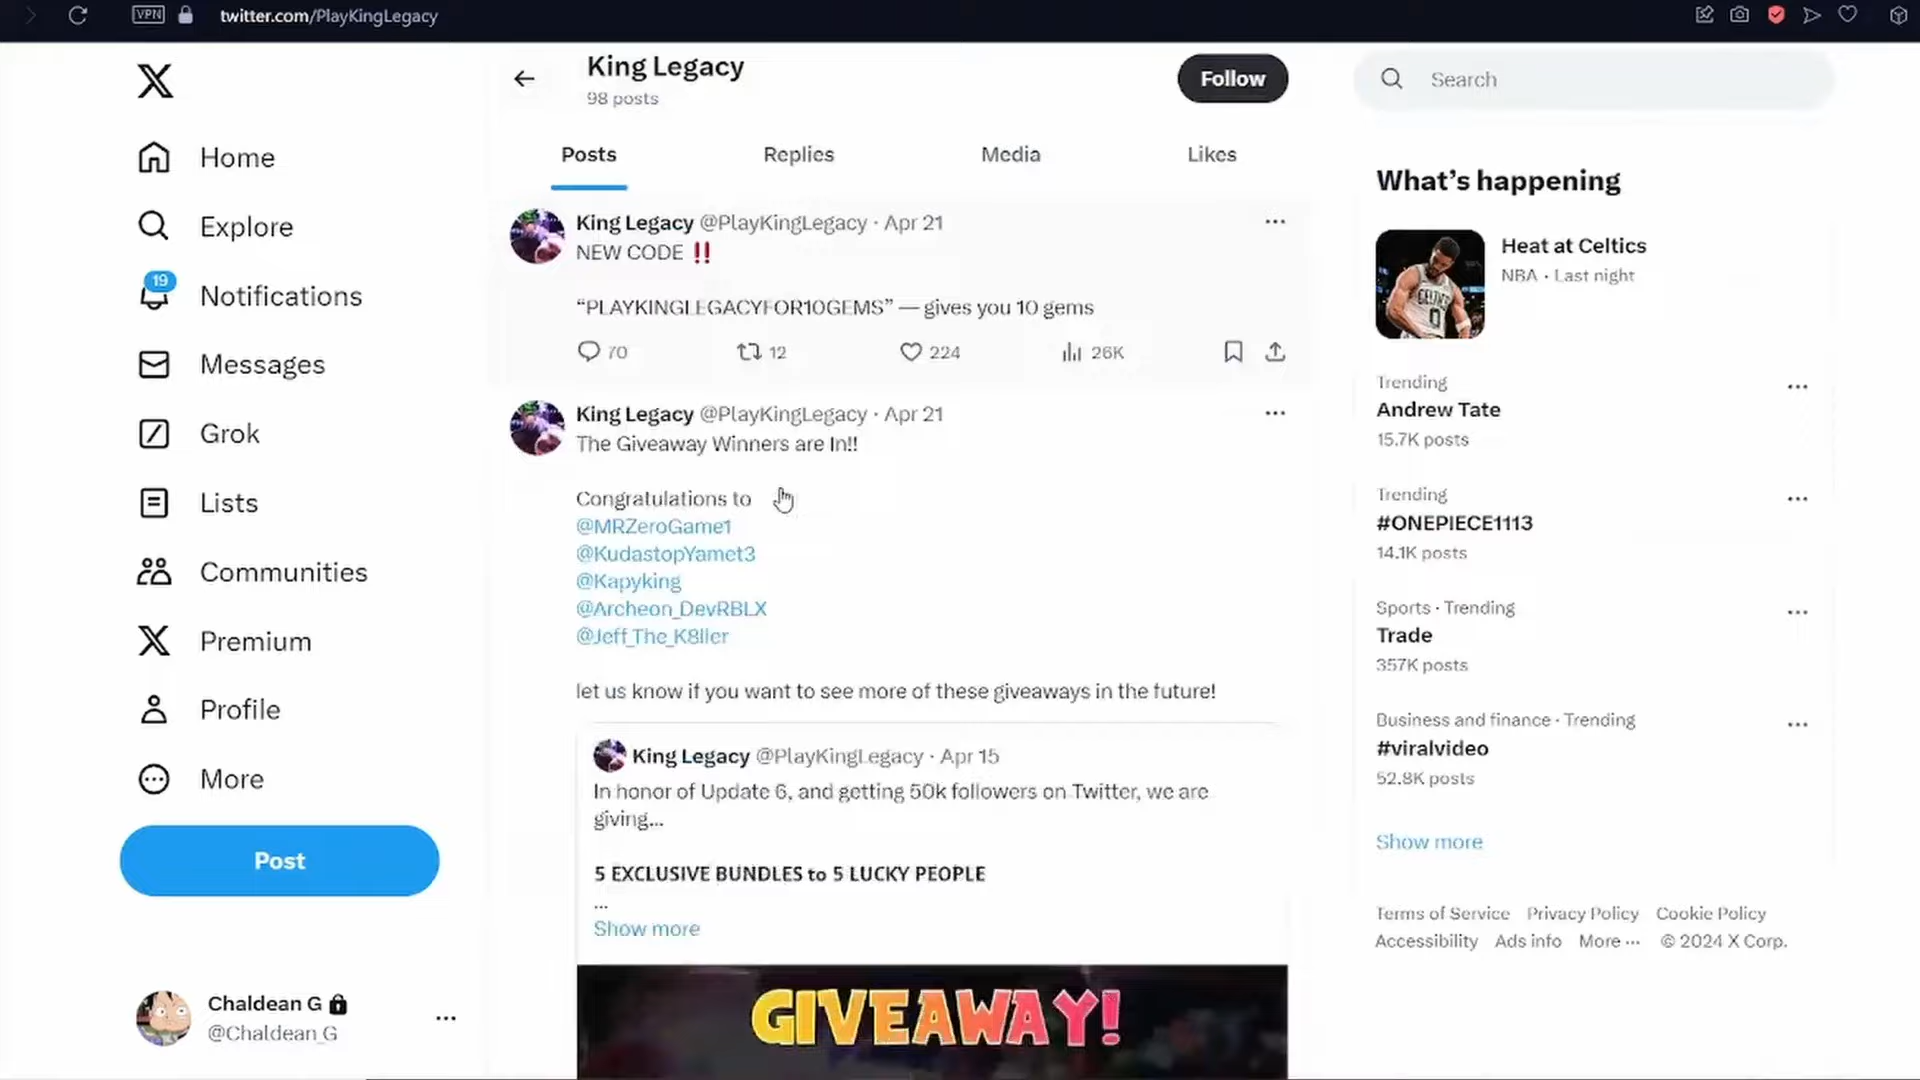 VPN
twitter.com/PlayKingLegacy
King Legacy
98 posts
Follow
Search
Home
Explore
19
Notifications
Messages
Grok
Lists
Communities
Premium
Profile
More
Post
Chaldean G
@Chaldean_G
Posts
Replies
Media
Likes
King Legacy @PlayKingLegacy · Apr 21
NEW CODE ‼️
“PLAYKINGLEGACYFOR10GEMS” — gives you 10 gems
70
12
224
26K
King Legacy @PlayKingLegacy · Apr 21
The Giveaway Winners are In!!
Congratulations to
@MRZeroGame1
@KudastopYamet3
@Kapyking
@Archeon_DevRBLX
@Jeff_The_K8ller
let us know if you want to see more of these giveaways in the future!
King Legacy @PlayKingLegacy · Apr 15
In honor of Update 6, and getting 50k followers on Twitter, we are
giving...
5 EXCLUSIVE BUNDLES to 5 LUCKY PEOPLE
...
Show more
GIVEAWAY!
What’s happening
Heat at Celtics
NBA · Last night
Trending
Andrew Tate
15.7K posts
Trending
#ONEPIECE1113
14.1K posts
Sports · Trending
Trade
357K posts
Business and finance · Trending
#viralvideo
52.8K posts
Show more
Terms of Service Privacy Policy Cookie Policy
Accessibility Ads info More ··· © 2024 X Corp.